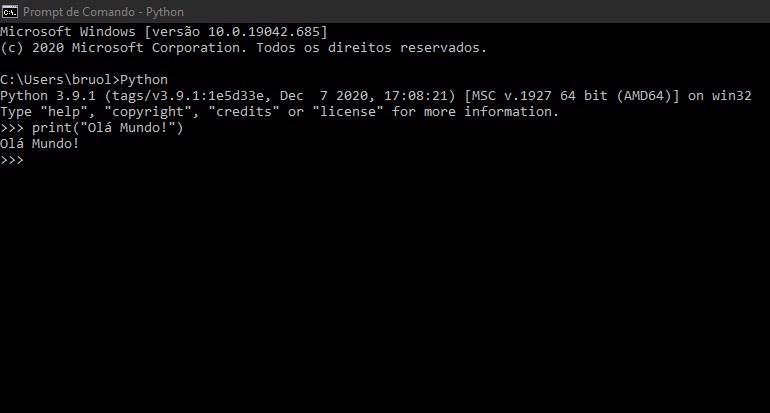 Prompt de Comando - Python
Microsoft Windows [versão 10.0.19042.685]
(c) 2020 Microsoft Corporation. Todos os direitos reservados.
C:\Users\bruol>Python
Python 3.9.1 (tags/v3.9.1:1e5d33e, Dec  7 2020, 17:08:21) [MSC v.1927 64 bit (AMD64)] on win32
Type "help", "copyright", "credits" or "license" for more information.
>>> print("Olá Mundo!")
Olá Mundo!
>>>